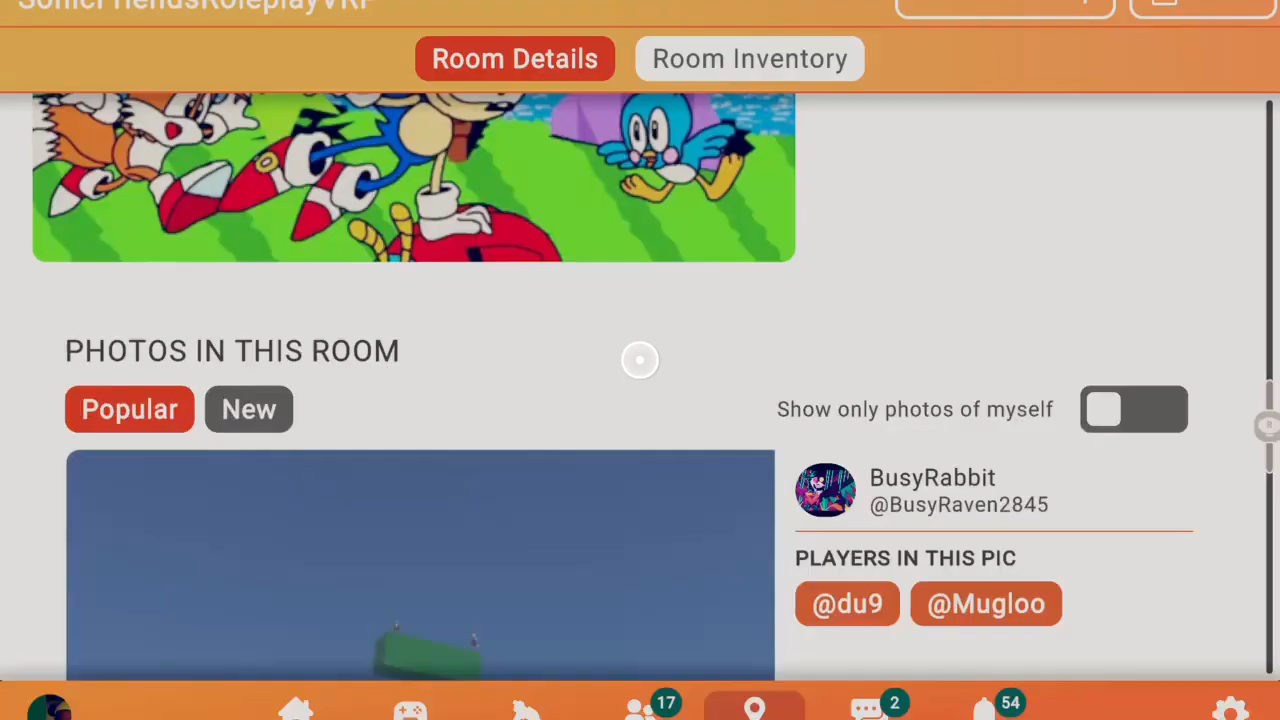 SonicFriendsRoleplayVRP
Room Details
Room Inventory
PHOTOS IN THIS ROOM
Popular
New
Show only photos of myself
BusyRabbit
@BusyRaven2845
PLAYERS IN THIS PIC
@du9
@Mugloo
17
2
54